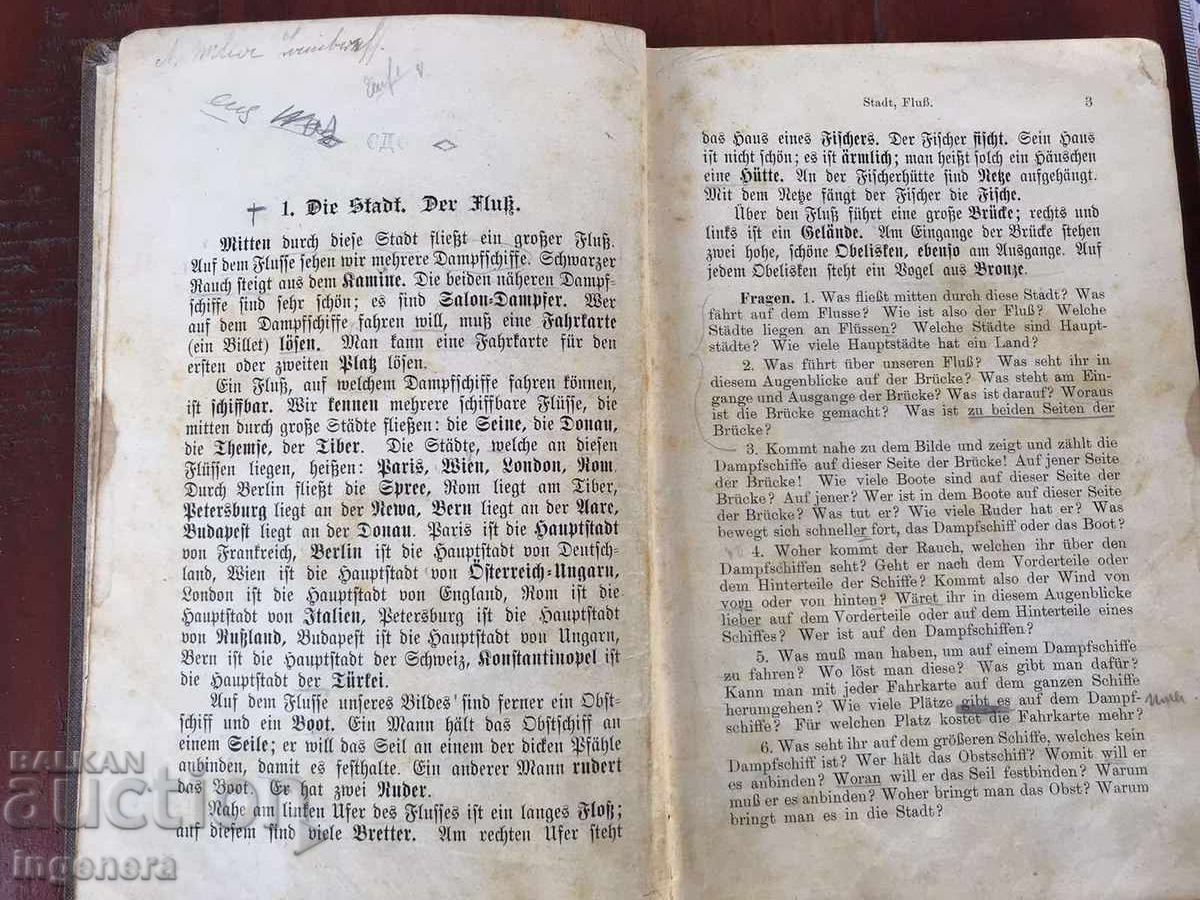 1. Die Stadt. Der Fluß.
Mitten durch diese Stadt fließt ein großer Fluß.
Auf dem Flusse sehen wir mehrere Dampfschiffe. Schwarzer
Rauch steigt aus dem Kamine. Die beiden näheren Dampf-
schiffe sind sehr schön; es sind Salon-Dampfer. Wer
auf dem Dampfschiffe fahren will, muß eine Fahrkarte
(ein Billet) lösen. Man kann eine Fahrkarte für den
ersten oder zweiten Platz lösen.
Ein Fluß, auf welchem Dampfschiffe fahren können,
ist schiffbar. Wir kennen mehrere schiffbare Flüsse, die
mitten durch große Städte fließen: die Seine, die Donau,
die Themse, der Tiber. Die Städte, welche an diesen
Flüssen liegen, heißen: Paris, Wien, London, Rom.
Durch Berlin fließt die Spree, Rom liegt am Tiber,
Petersburg liegt an der Newa, Bern liegt an der Aare,
Budapest liegt an der Donau. Paris ist die Hauptstadt
von Frankreich, Berlin ist die Hauptstadt von Deutsch-
land, Wien ist die Hauptstadt von Österreich-Ungarn,
London ist die Hauptstadt von England, Rom ist die
Hauptstadt von Italien, Petersburg ist die Hauptstadt
von Rußland, Budapest ist die Hauptstadt von Ungarn,
Bern ist die Hauptstadt der Schweiz, Konstantinopel ist
die Hauptstadt der Türkei.
Auf dem Flusse unseres Bildes sind ferner ein Obst-
schiff und ein Boot. Ein Mann hält das Obstschiff an
einem Seile; er will das Seil an einem der dicken Pfähle
anbinden, damit es festhalte. Ein anderer Mann rudert
das Boot. Er hat zwei Ruder.
Nahe am linken Ufer des Flusses ist ein langes Floß;
auf diesem sind viele Bretter. Am rechten Ufer steht
Stadt, Fluß. 3
das Haus eines Fischers. Der Fischer fischt. Sein Haus
ist nicht schön; es ist ärmlich; man heißt solch ein Häuschen
eine Hütte. An der Fischerhütte sind Netze aufgehängt.
Mit dem Netze fängt der Fischer die Fische.
Über den Fluß führt eine große Brücke; rechts und
links ist ein Gelände. Am Eingange der Brücke stehen
zwei hohe, schöne Obelisken, ebenso am Ausgange. Auf
jedem Obelisken steht ein Vogel aus Bronze.
Fragen. 1. Was fließt mitten durch diese Stadt? Was
fährt auf dem Flusse? Wie ist also der Fluß? Welche
Städte liegen an Flüssen? Welche Städte sind Haupt-
städte? Wie viele Hauptstädte hat ein Land?
2. Was führt über unseren Fluß? Was seht ihr in
diesem Augenblicke auf der Brücke? Was steht am Ein-
gange und Ausgange der Brücke? Was ist darauf? Woraus
ist die Brücke gemacht? Was ist zu beiden Seiten der
Brücke?
3. Kommt nahe zu dem Bilde und zeigt und zählt die
Dampfschiffe auf dieser Seite der Brücke! Auf jener Seite
der Brücke! Wie viele Boote sind auf dieser Seite der
Brücke? Auf jener? Wer ist in dem Boote auf dieser Seite
der Brücke? Was tut er? Wie viele Ruder hat er? Was
bewegt sich schneller fort, das Dampfschiff oder das Boot?
4. Woher kommt der Rauch, welchen ihr über den
Dampfschiffen seht? Geht er nach dem Vorderteile oder
dem Hinterteile der Schiffe? Kommt also der Wind von
vorn oder von hinten? Wäret ihr in diesem Augenblicke
lieber auf dem Vorderteile oder auf dem Hinterteile eines
Schiffes? Wer ist auf den Dampfschiffen?
5. Was muß man haben, um auf einem Dampfschiffe
zu fahren? Wo löst man diese? Was gibt man dafür?
Kann man mit jeder Fahrkarte auf dem ganzen Schiffe
herumgehen? Wie viele Plätze gibt es auf dem Dampf-
schiffe? Für welchen Platz kostet die Fahrkarte mehr?
6. Was seht ihr auf dem größeren Schiffe, welches kein
Dampfschiff ist? Wer hält das Obstschiff? Womit will er
es anbinden? Woran will er das Seil festbinden? Warum
muß er es anbinden? Woher bringt man das Obst? Warum
bringt man es in die Stadt?
BALKAN
auction
ingenera